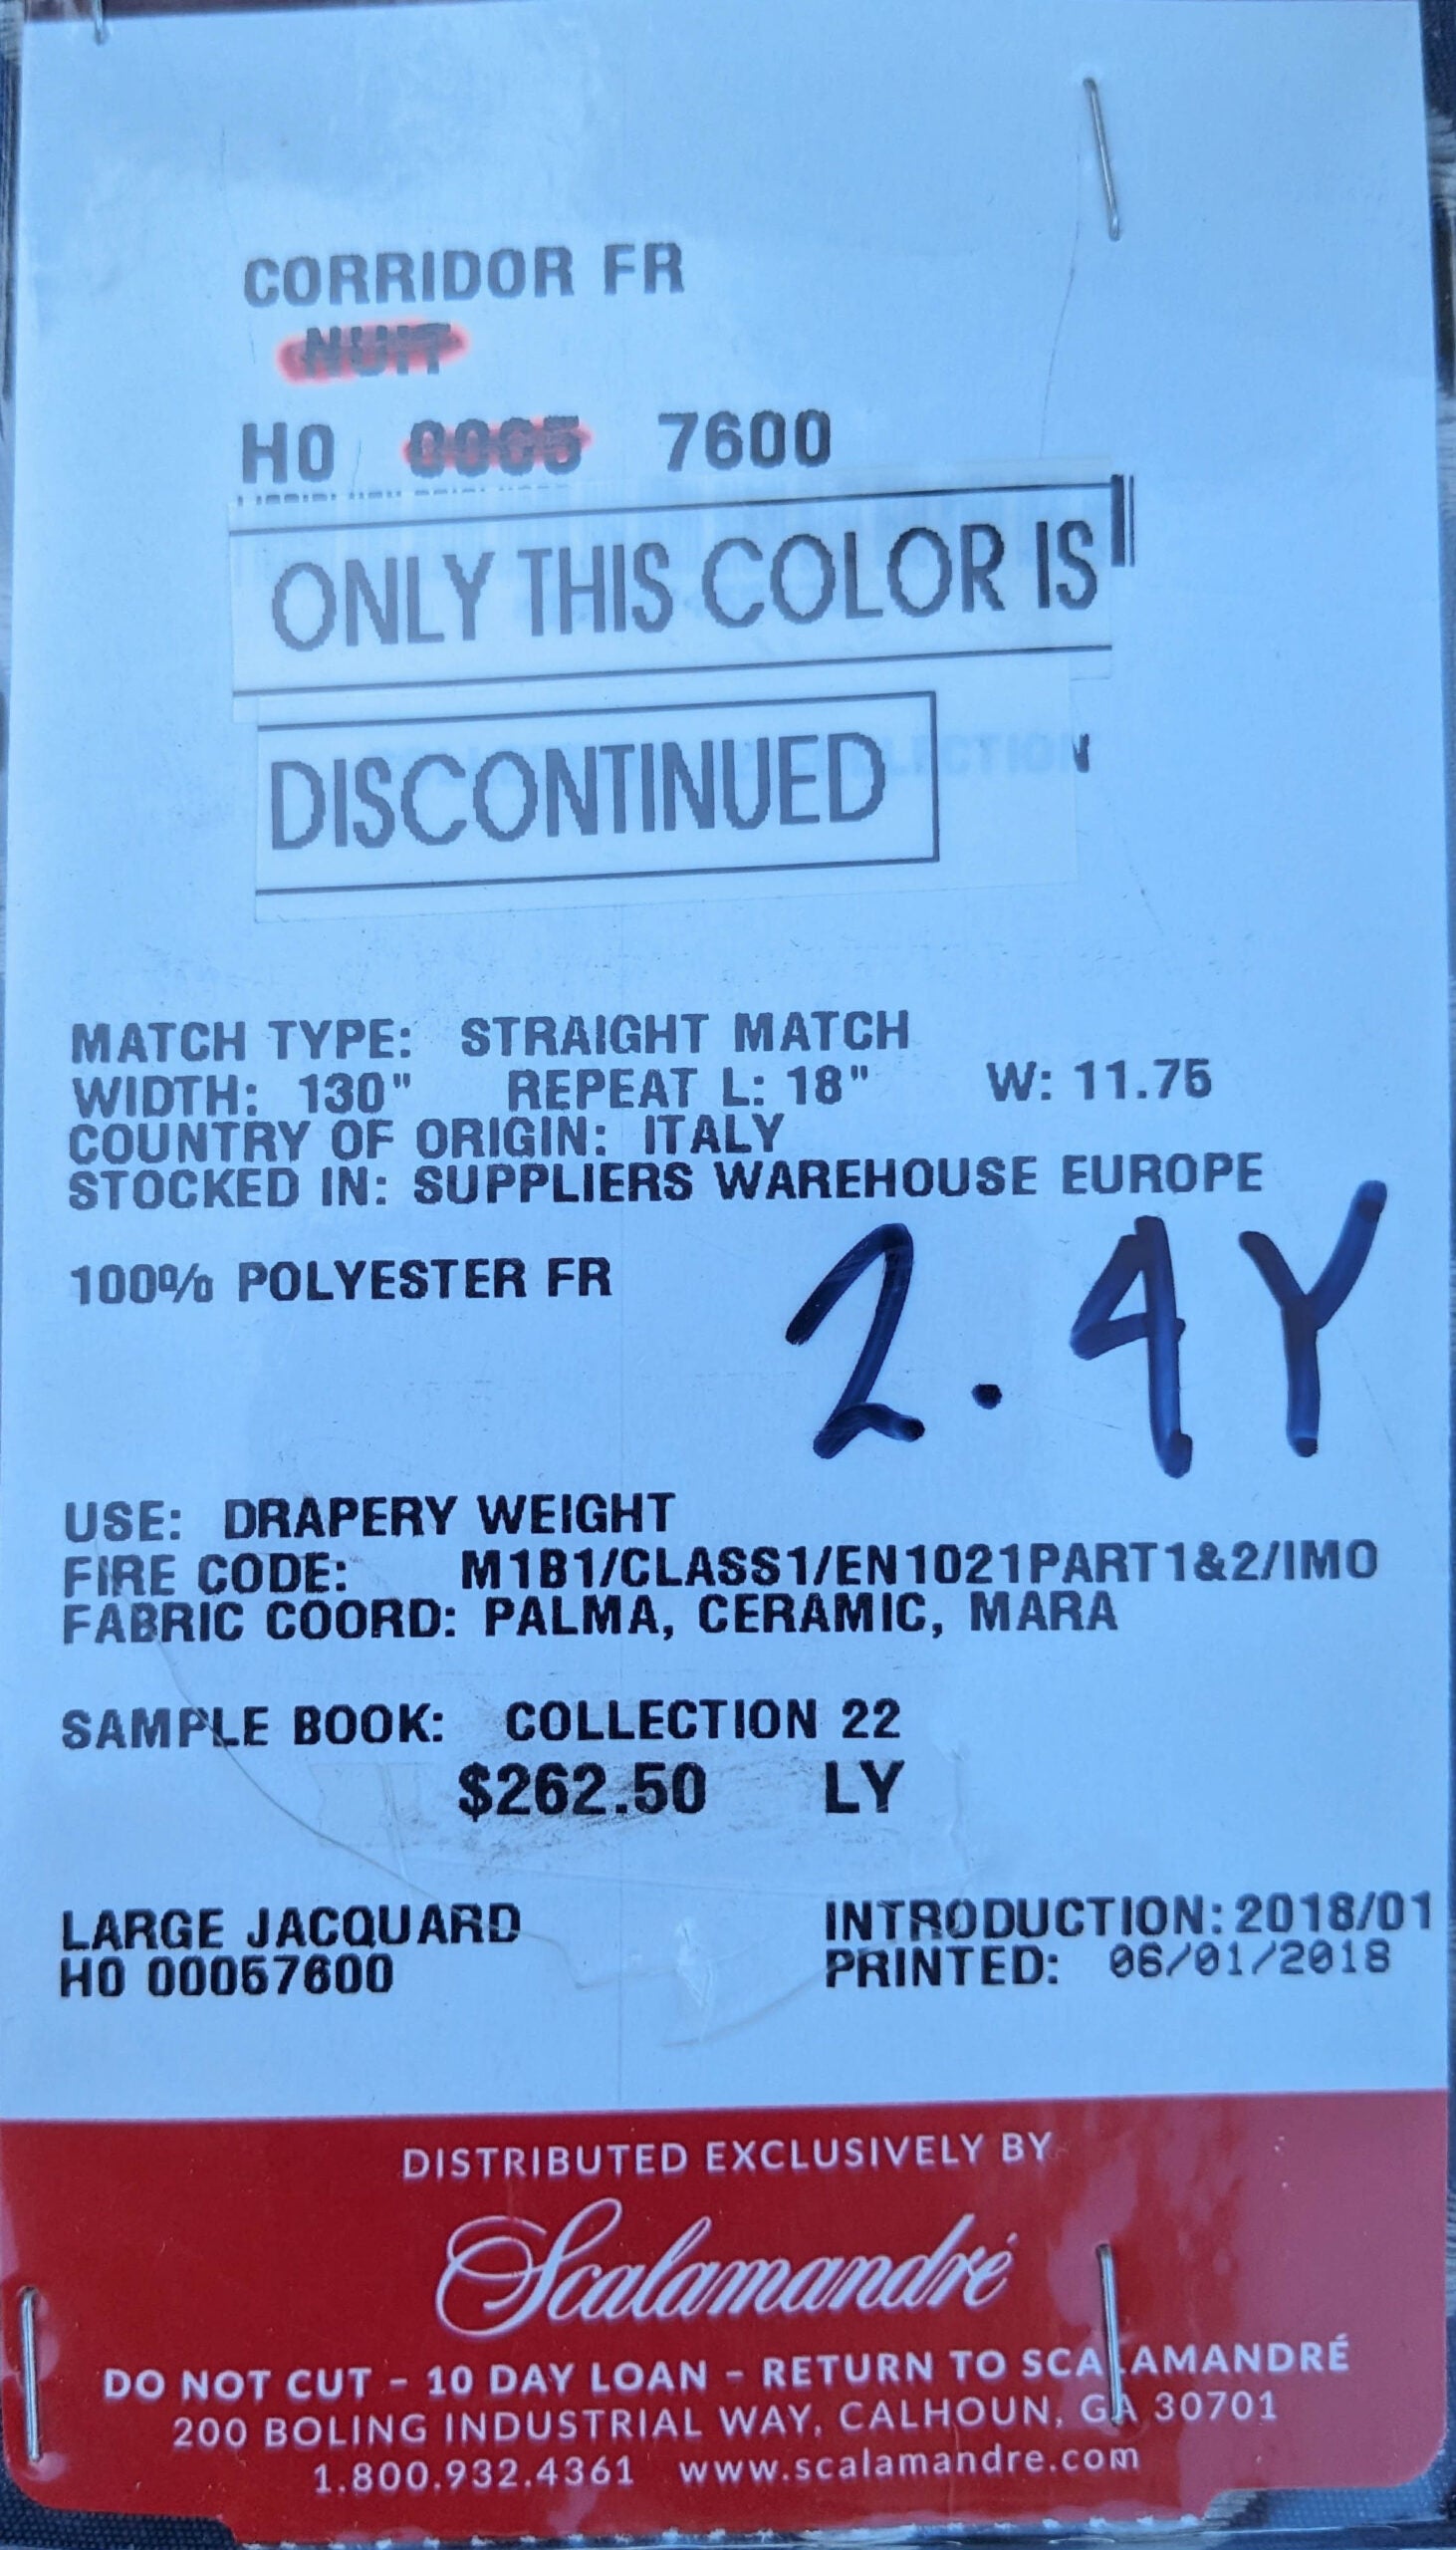 CORRIDOR FR
NUIT
H0 0005 7600
ONLY THIS COLOR IS
DISCONTINUED
MATCH TYPE: STRAIGHT MATCH
WIDTH: 130" REPEAT L: 18" W: 11.75
COUNTRY OF ORIGIN: ITALY
STOCKED IN: SUPPLIERS WAREHOUSE EUROPE
100% POLYESTER FR
2.4Y
USE: DRAPERY WEIGHT
FIRE CODE: M1B1/CLASS1/EN1021PART1&2/IMO
FABRIC COORD: PALMA, CERAMIC, MARA
SAMPLE BOOK: COLLECTION 22
$262.50 LY
LARGE JACQUARD INTRODUCTION: 2018/01
H0 00057600 PRINTED: 06/01/2018
DISTRIBUTED EXCLUSIVELY BY
Scalamandré
DO NOT CUT - 10 DAY LOAN - RETURN TO SCALAMANDRÉ
200 BOLING INDUSTRIAL WAY, CALHOUN, GA 30701
1.800.932.4361 www.scalamandre.com